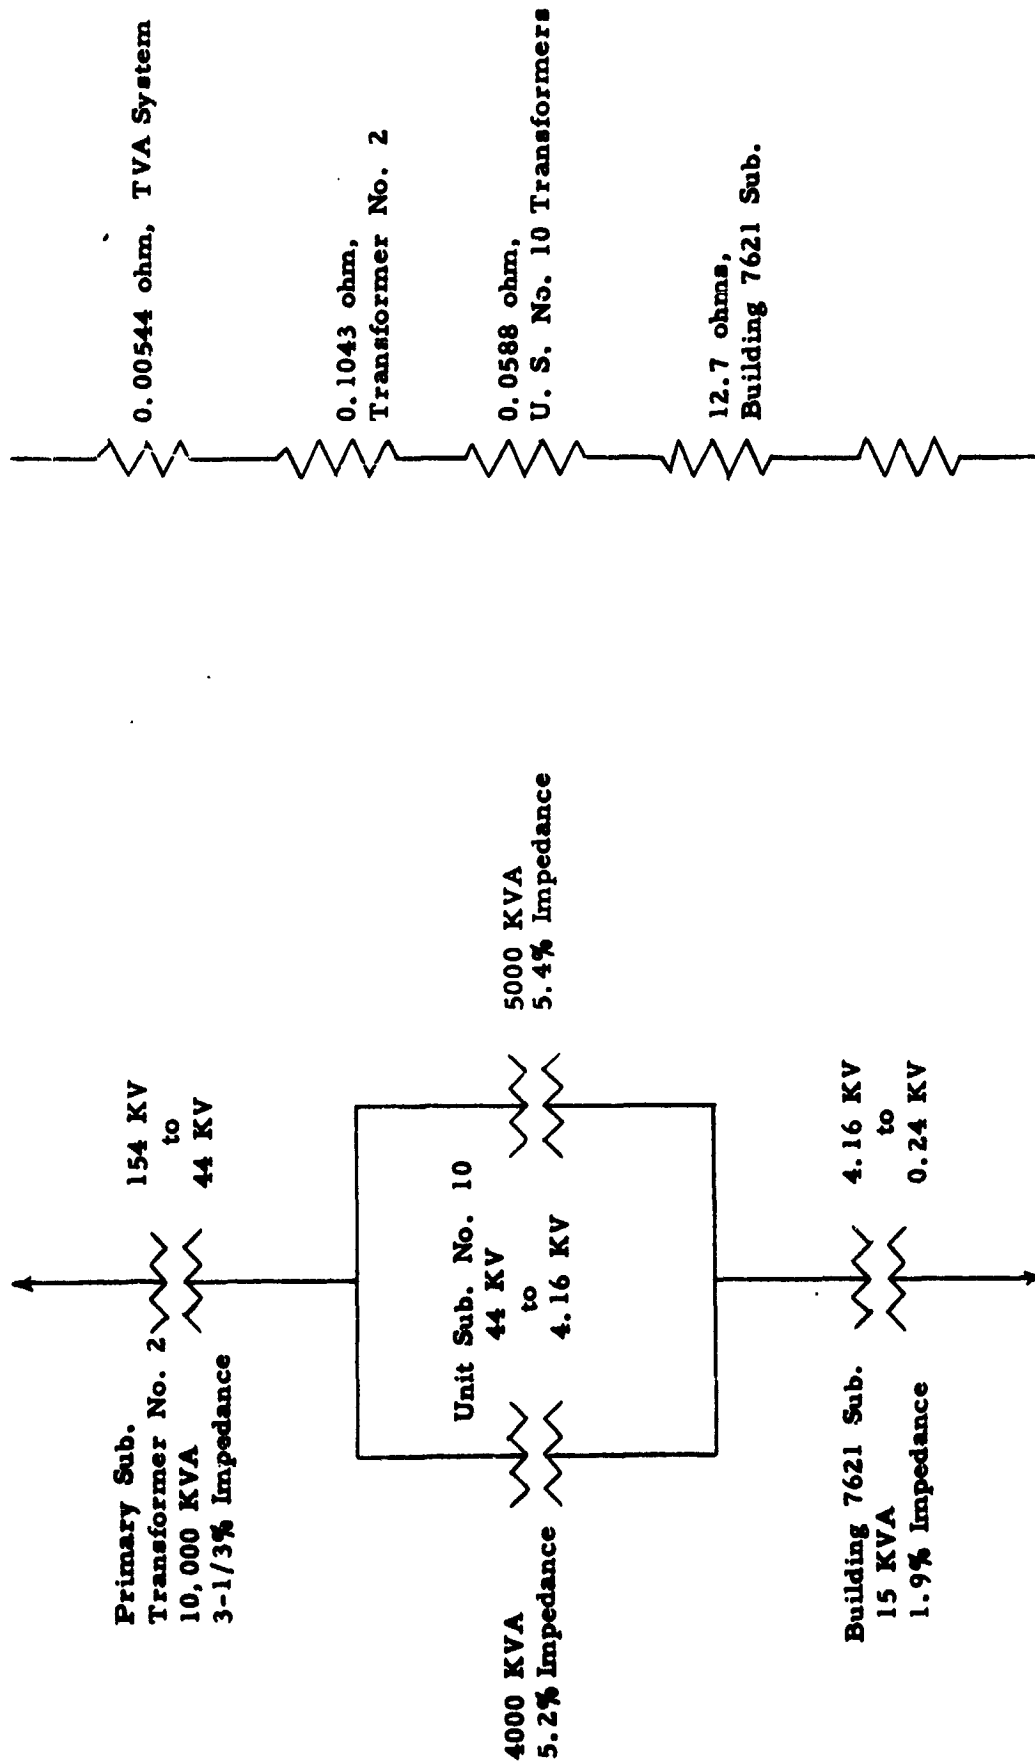 Primary Sub.
Transformer No. 2
10,000 KVA
3-1/3% Impedance
154 KV
to
44 KV
4000 KVA
5.2% Impedance
Unit Sub. No. 10
44 KV
to
4.16 KV
5000 KVA
5.4% Impedance
Building 7621 Sub.
15 KVA
1.9% Impedance
4.16 KV
to
0.24 KV
0.00544 ohm, TVA System
0.1043 ohm,
Transformer No. 2
0.0588 ohm,
U. S. No. 10 Transformers
12.7 ohms,
Building 7621 Sub.